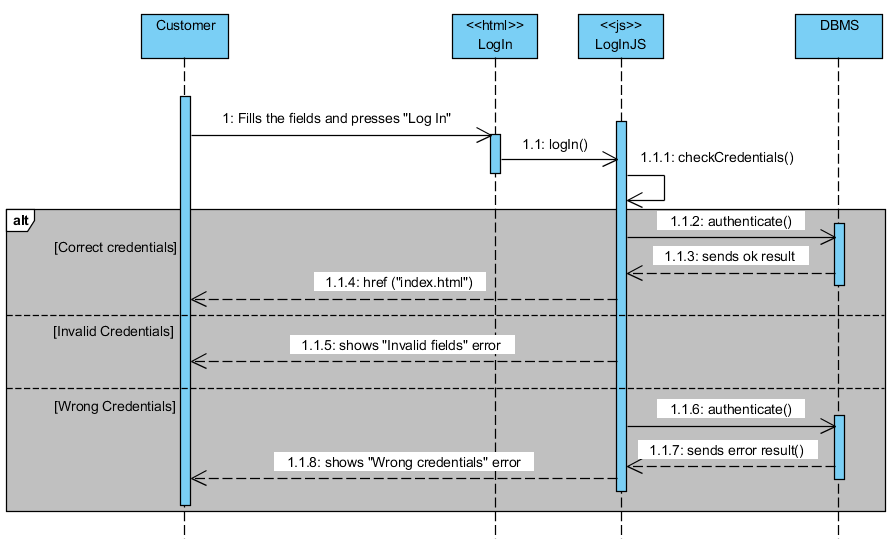 Customer
<<html>>
LogIn
<<js>>
LogInJS
DBMS
1: Fills the fields and presses "Log In"
1.1: logIn()
1.1.1: checkCredentials()
alt
1.1.2: authenticate()
[Correct credentials]
1.1.3: sends ok result
1.1.4: href ("index.html")
[Invalid Credentials]
1.1.5: shows "Invalid fields" error
[Wrong Credentials]
1.1.6: authenticate()
1.1.7: sends error result()
1.1.8: shows "Wrong credentials" error